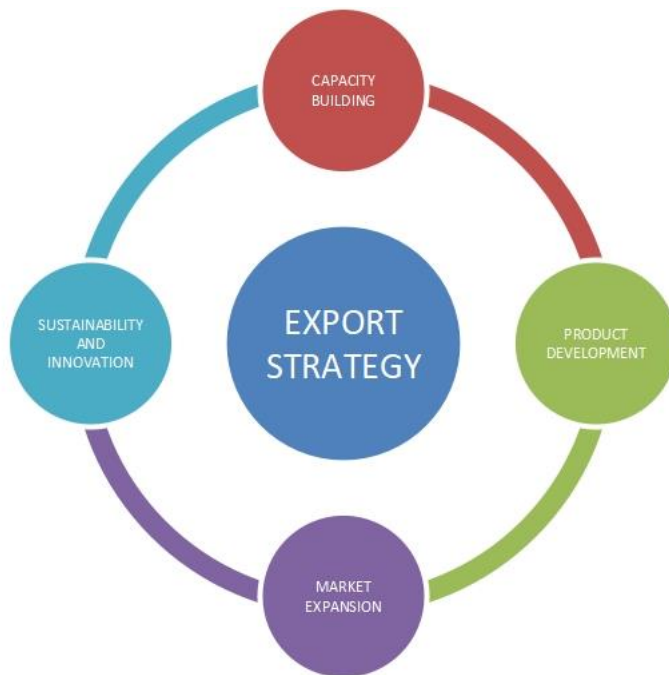 CAPACITY
BUILDING
SUSTAINABILITY
AND
INNOVATION
EXPORT
STRATEGY
PRODUCT
DEVELOPMENT
MARKET
EXPANSION